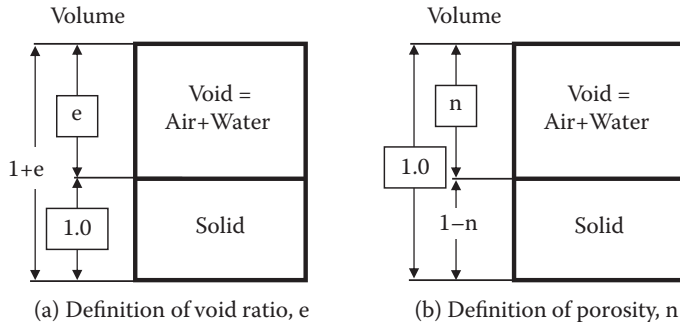 Volume
e
1+e
1.0
Void =
Air+Water
Solid
(a) Definition of void ratio, e
Volume
n
1.0
1–n
Void =
Air+Water
Solid
(b) Definition of porosity, n